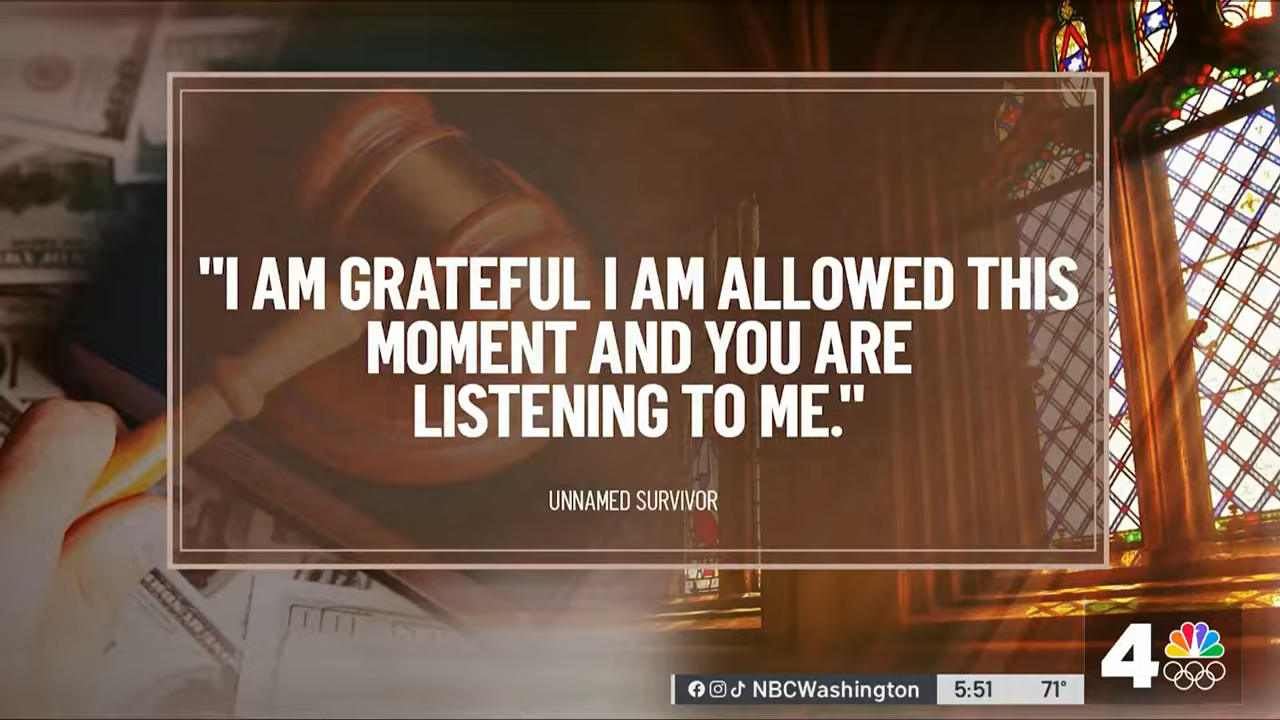 "I AM GRATEFUL I AM ALLOWED THIS
MOMENT AND YOU ARE
LISTENING TO ME."
UNNAMED SURVIVOR
NBCWashington 5:51 71°
4